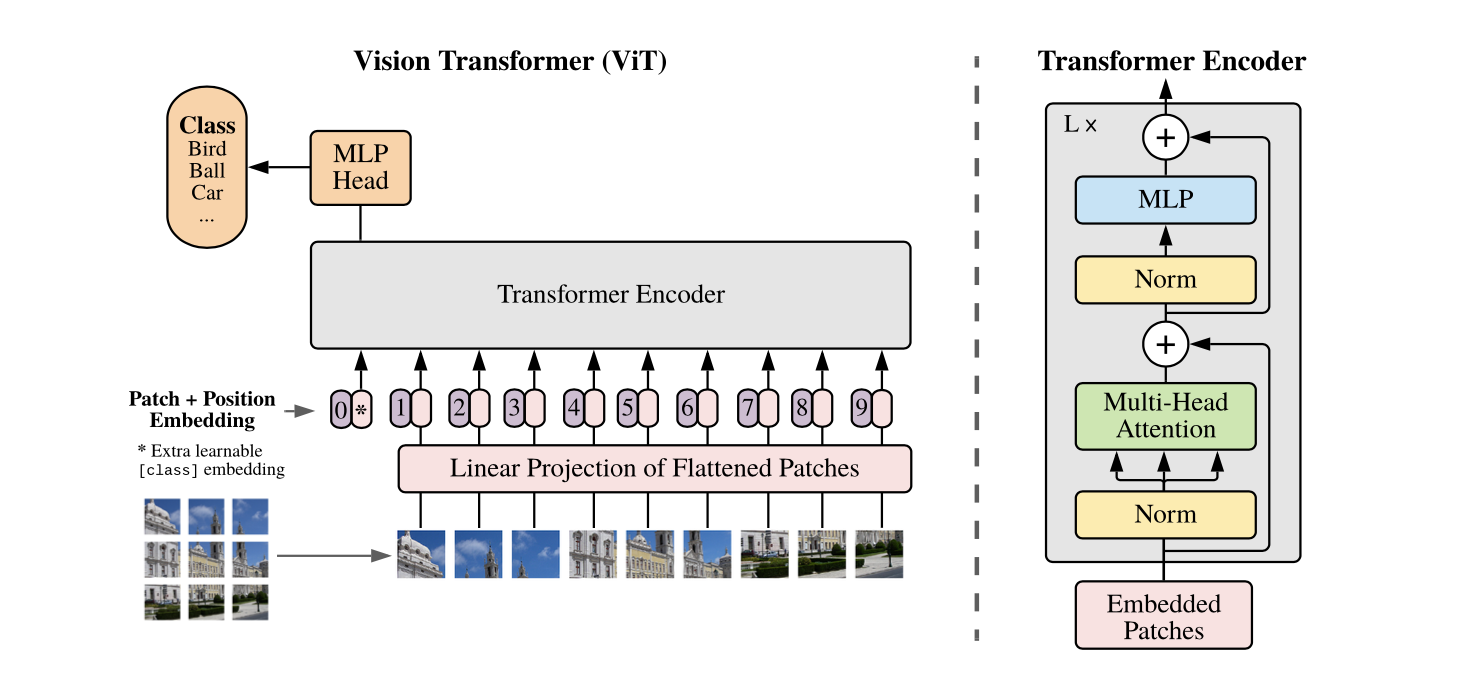 Vision Transformer (ViT)
Class
Bird
Ball
Car
...
MLP
Head
Transformer Encoder
Patch + Position
Embedding
* Extra learnable
[class] embedding
0 *
1
2
3
4
5
6
7
8
9
Linear Projection of Flattened Patches
Transformer Encoder
L ×
+
MLP
Norm
+
Multi-Head
Attention
Norm
Embedded
Patches